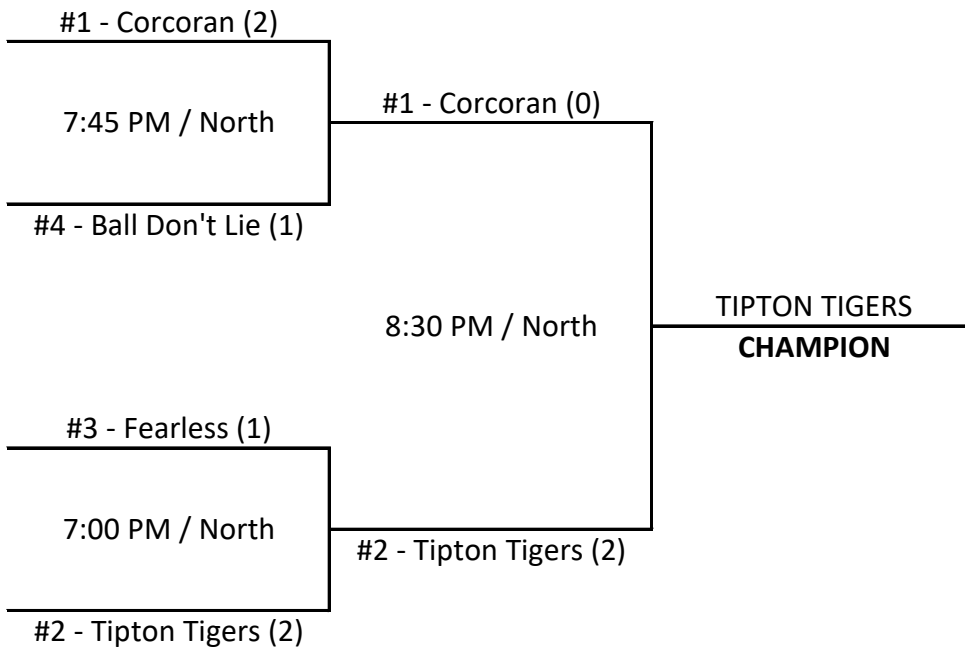 #1 - Corcoran (2)
7:45 PM / North
#1 - Corcoran (0)
#4 - Ball Don't Lie (1)
8:30 PM / North
TIPTON TIGERS
CHAMPION
#3 - Fearless (1)
7:00 PM / North
#2 - Tipton Tigers (2)
#2 - Tipton Tigers (2)